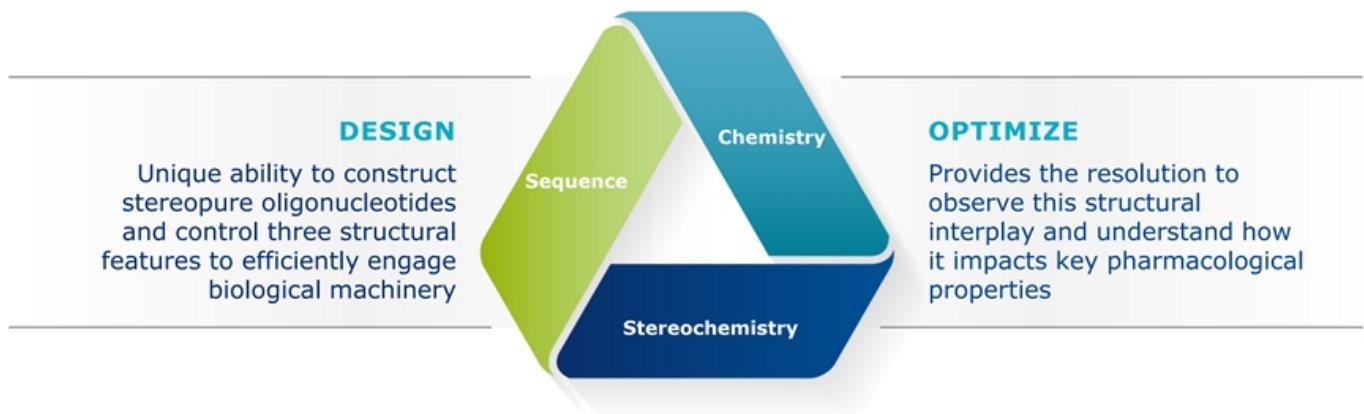 DESIGN
Unique ability to construct
stereopure oligonucleotides
and control three structural
features to efficiently engage
biological machinery
Sequence
Chemistry
Stereochemistry
OPTIMIZE
Provides the resolution to
observe this structural
interplay and understand how
it impacts key pharmacological
properties